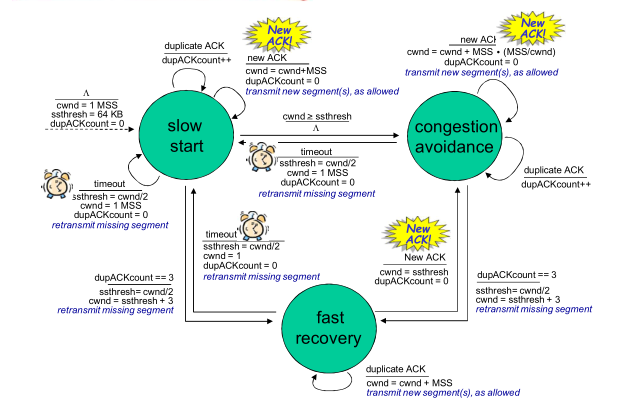 New
ACK!
duplicate ACK
dupACKcount++
new ACK
cwnd = cwnd+MSS
dupACKcount = 0
transmit new segment(s), as allowed
New
ACK!
new ACK
cwnd = cwnd + MSS • (MSS/cwnd)
dupACKcount = 0
transmit new segment(s), as allowed
Λ
cwnd = 1 MSS
ssthresh = 64 KB
dupACKcount = 0
slow
start
cwnd ≥ ssthresh
Λ
congestion
avoidance
timeout
ssthresh = cwnd/2
cwnd = 1 MSS
dupACKcount = 0
retransmit missing segment
duplicate ACK
dupACKcount++
timeout
ssthresh = cwnd/2
cwnd = 1 MSS
dupACKcount = 0
retransmit missing segment
timeout
ssthresh = cwnd/2
cwnd = 1
dupACKcount = 0
retransmit missing segment
New
ACK!
New ACK
cwnd = ssthresh
dupACKcount = 0
dupACKcount == 3
ssthresh= cwnd/2
cwnd = ssthresh + 3
retransmit missing segment
dupACKcount == 3
ssthresh= cwnd/2
cwnd = ssthresh + 3
retransmit missing segment
fast
recovery
duplicate ACK
cwnd = cwnd + MSS
transmit new segment(s), as allowed